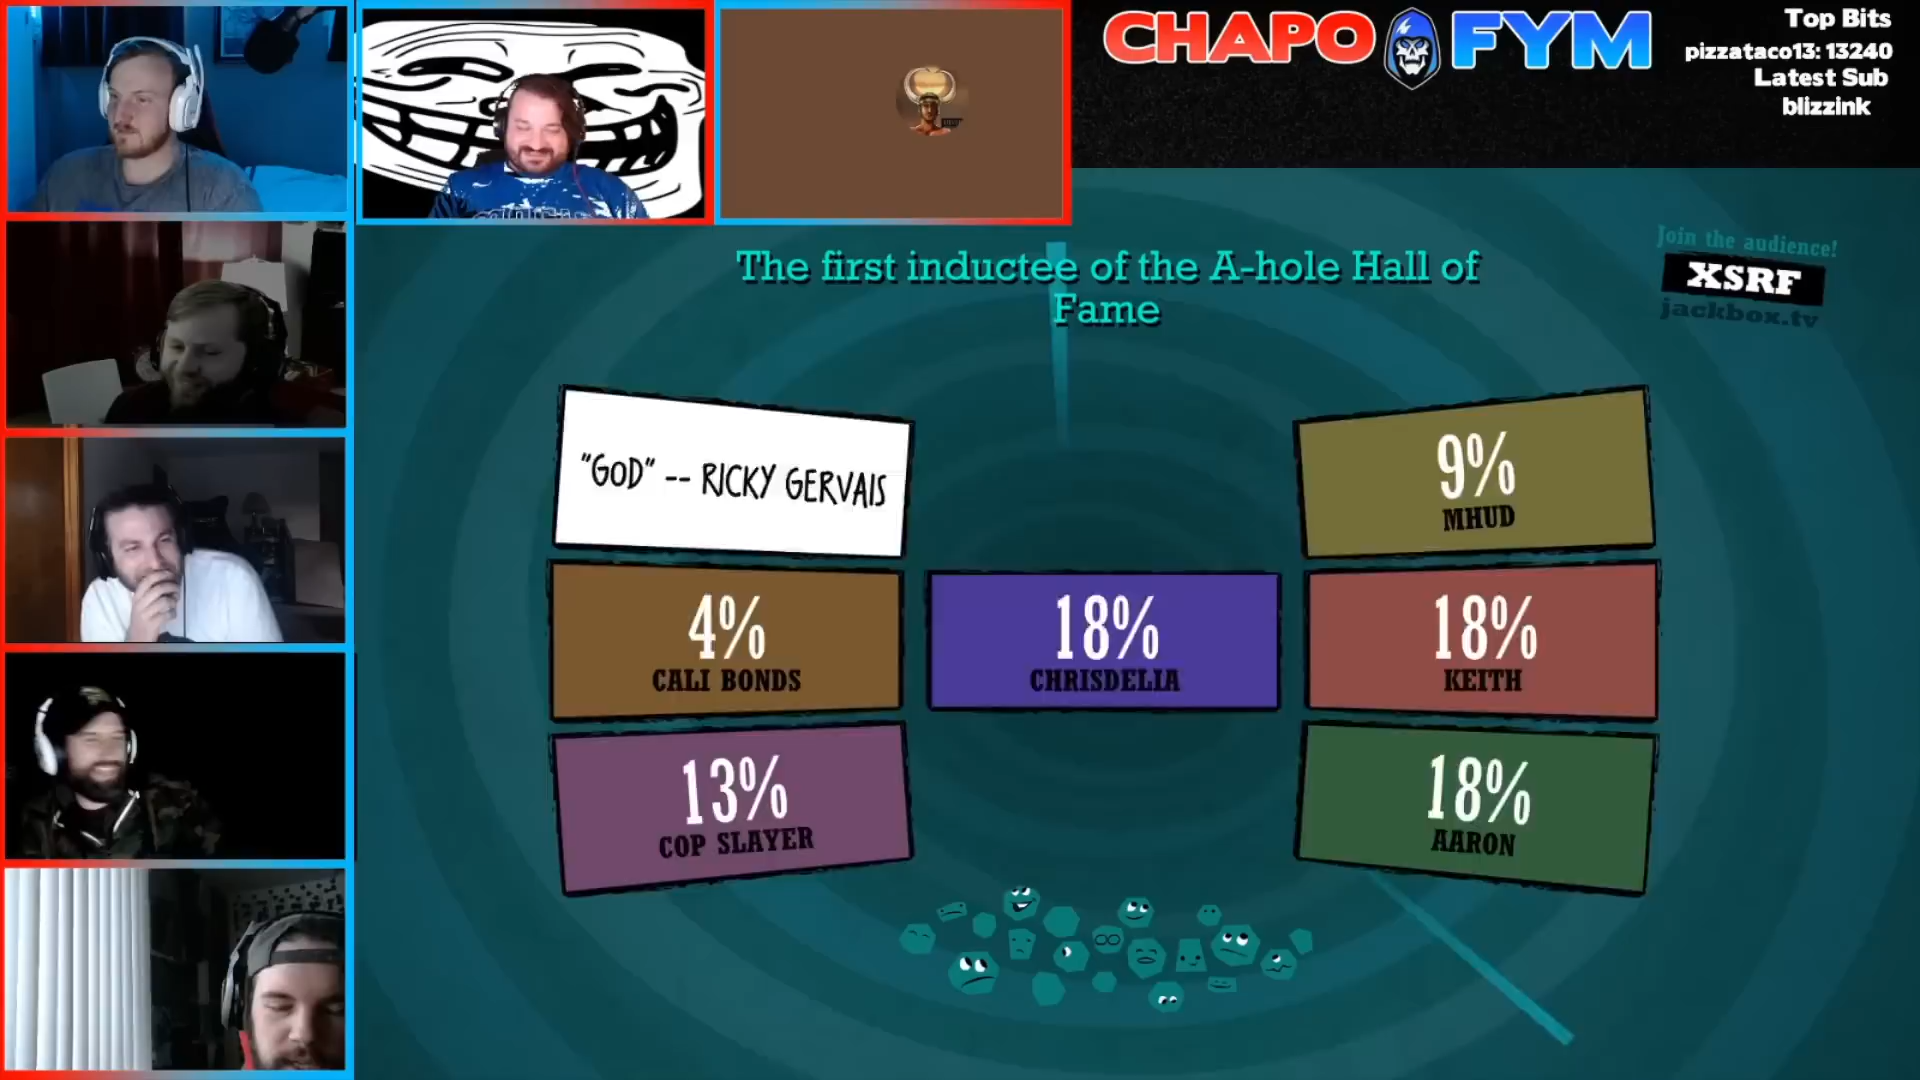 CHAPO FYM
Top Bits
pizzataco13: 13240
Latest Sub
blizzink
The first inductee of the A-hole Hall of
Fame
Join the audience!
XSRF
jackbox.tv
"GOD" -- RICKY GERVAIS
9%
MHUD
4%
CALI BONDS
18%
CHRISDELIA
18%
KEITH
13%
COP SLAYER
18%
AARON